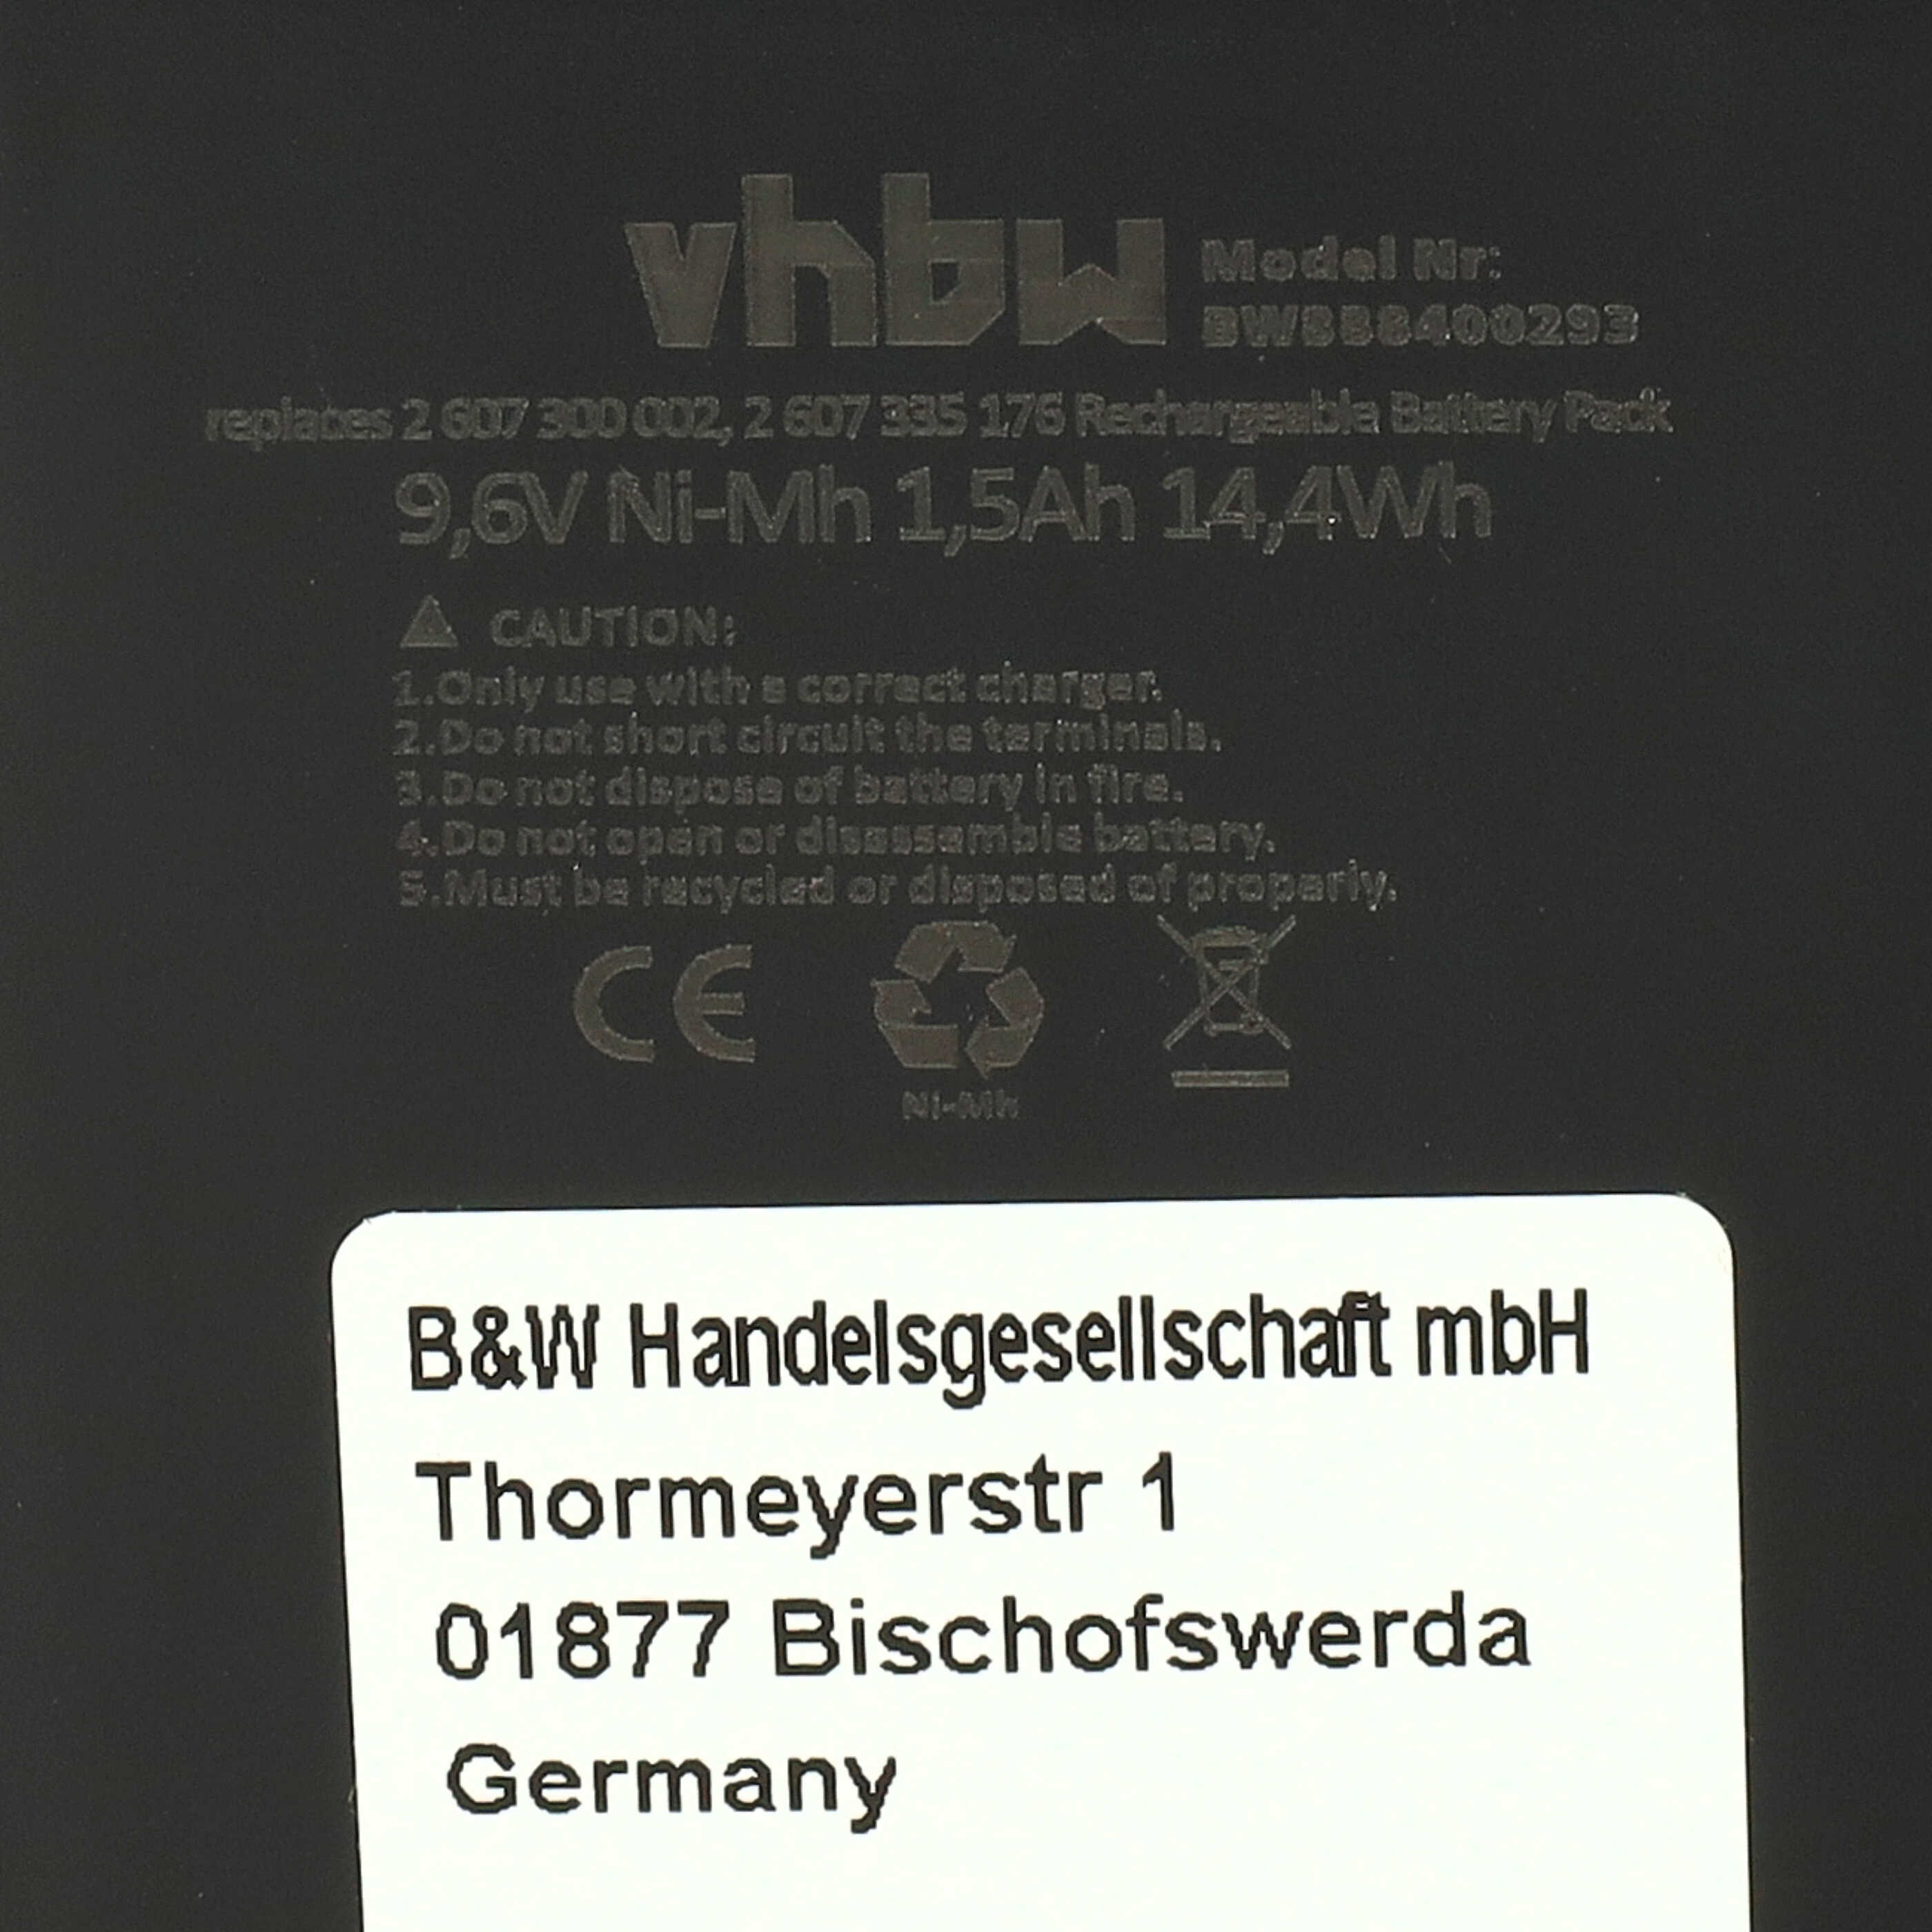 vhbw
Model Nr:
BWBB8400293
replaces 2 607 300 002, 2 607 335 176 Rechargeable Battery Pack
9,6V Ni-Mh 1,5Ah 14,4Wh
CAUTION:
1.Only use with a correct charger.
2.Do not short circuit the terminals.
3.Do not dispose of battery in fire.
4.Do not open or disassemble battery.
5.Must be recycled or disposed of properly.
CE
Ni-Mh
B&W Handelsgesellschaft mbH
Thormeyerstr 1
01877 Bischofswerda
Germany